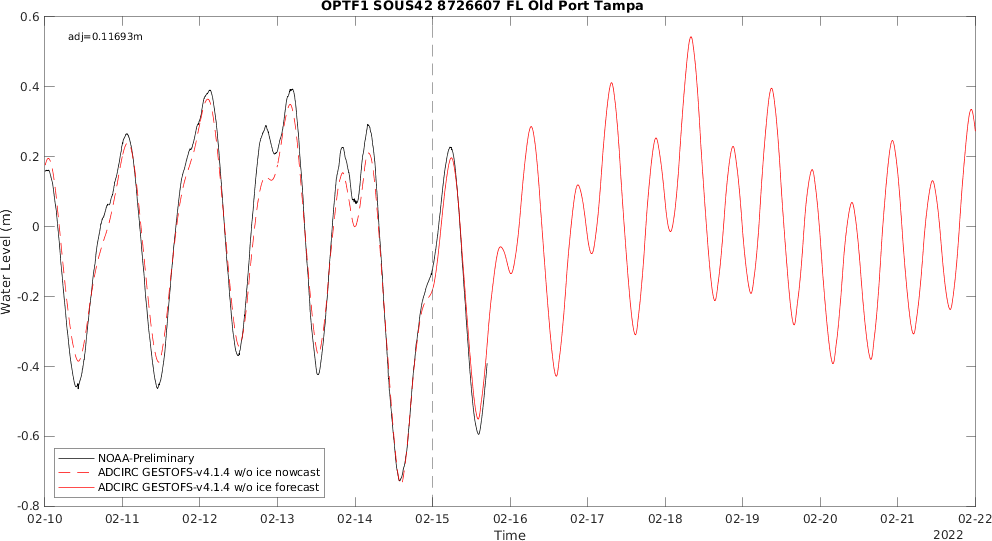 OPTF1 SOUS42 8726607 FL Old Port Tampa
adj=0.11693m
0.6
0.4
0.2
0
-0.2
-0.4
-0.6
-0.8
Water Level (m)
NOAA-Preliminary
ADCIRC GESTOFS-v4.1.4 w/o ice nowcast
ADCIRC GESTOFS-v4.1.4 w/o ice forecast
02-10 02-11 02-12 02-13 02-14 02-15 02-16 02-17 02-18 02-19 02-20 02-21 02-22
Time
2022